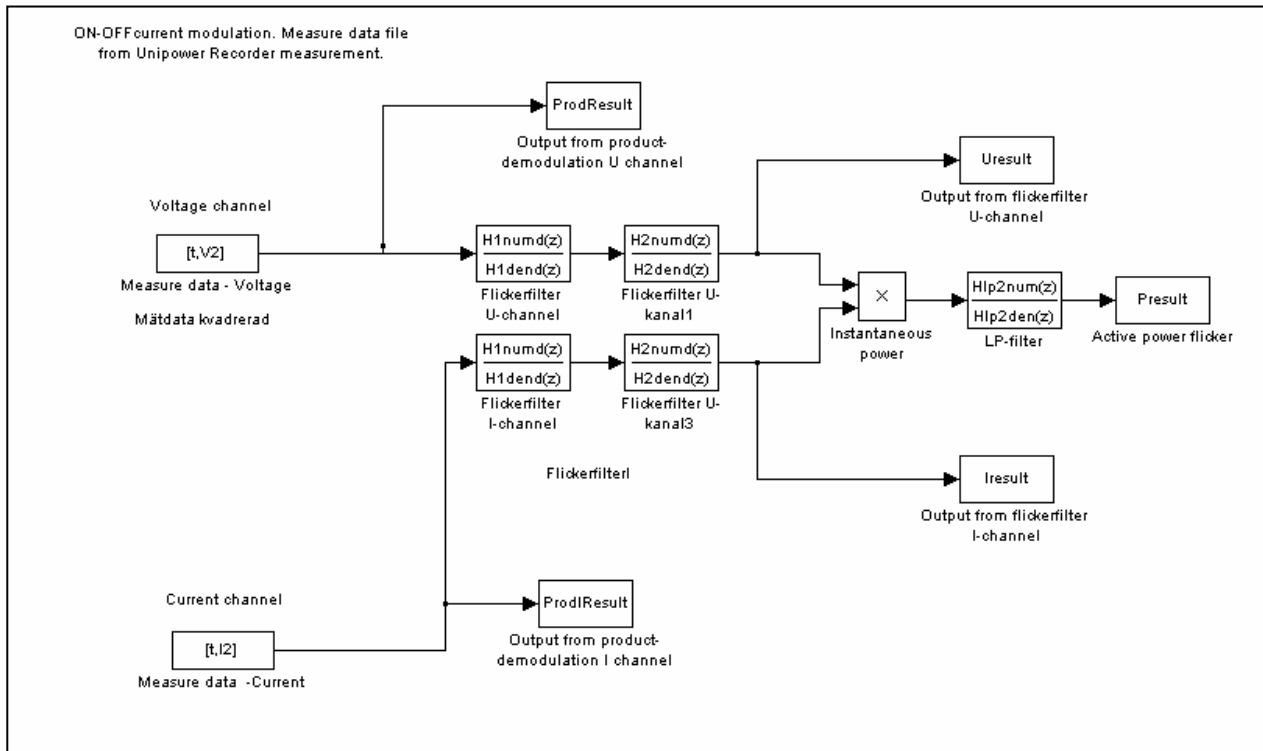 ON-OFFcurrent modulation. Measure data file
from Unipower Recorder measurement.
ProdResult
Output from product-
demodulation U channel
Uresult
Output from flickerfilter
U-channel
Voltage channel
[t,V2]
Measure data - Voltage
Mätdata kvadrerad
H1numd(z)
H1dend(z)
Flickerfilter
U-channel
H2numd(z)
H2dend(z)
Flickerfilter U-
kanal1
×
Instantaneous
power
Hlp2num(z)
Hlp2den(z)
LP-filter
Presult
Active power flicker
H1numd(z)
H1dend(z)
Flickerfilter
I-channel
H2numd(z)
H2dend(z)
Flickerfilter U-
kanal3
FlickerfilterI
Iresult
Output from flickerfilter
I-channel
Current channel
[t,I2]
Measure data -Current
ProdIResult
Output from product-
demodulation I channel